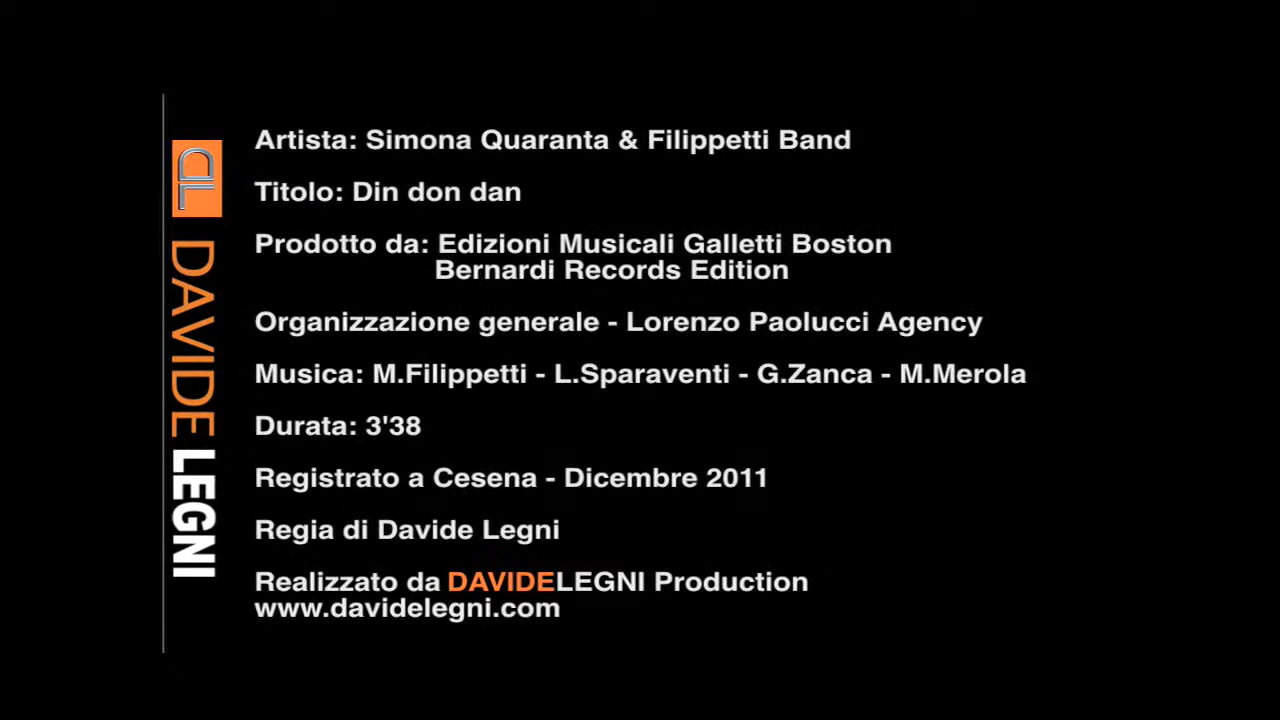 DL
DAVIDE LEGNI
Artista: Simona Quaranta & Filippetti Band
Titolo: Din don dan
Prodotto da: Edizioni Musicali Galletti Boston
Bernardi Records Edition
Organizzazione generale - Lorenzo Paolucci Agency
Musica: M.Filippetti - L.Sparaventi - G.Zanca - M.Merola
Durata: 3'38
Registrato a Cesena - Dicembre 2011
Regia di Davide Legni
Realizzato da DAVIDELEGNI Production
www.davidelegni.com